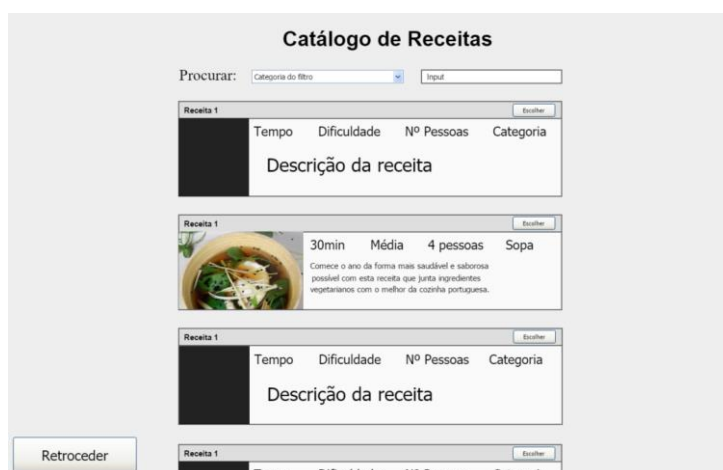 Catálogo de Receitas
Procurar: Categoria do filtro Input
Receita 1 Escolher
Tempo Dificuldade Nº Pessoas Categoria
Descrição da receita
Receita 1 Escolher
30min Média 4 pessoas Sopa
Comece o ano da forma mais saudável e saborosa
possível com esta receita que junta ingredientes
vegetarianos com o melhor da cozinha portuguesa.
Receita 1 Escolher
Tempo Dificuldade Nº Pessoas Categoria
Descrição da receita
Retroceder
Receita 1 Escolher